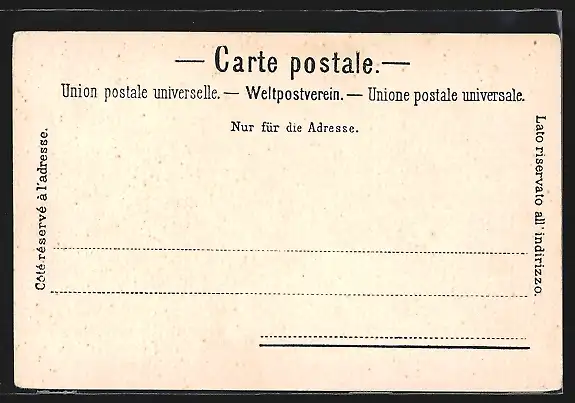 — Carte postale. —
Union postale universelle. — Weltpostverein. — Unione postale universale.
Nur für die Adresse.
Côté réservé à l'adresse.
Lato riservato all' indirizzo.